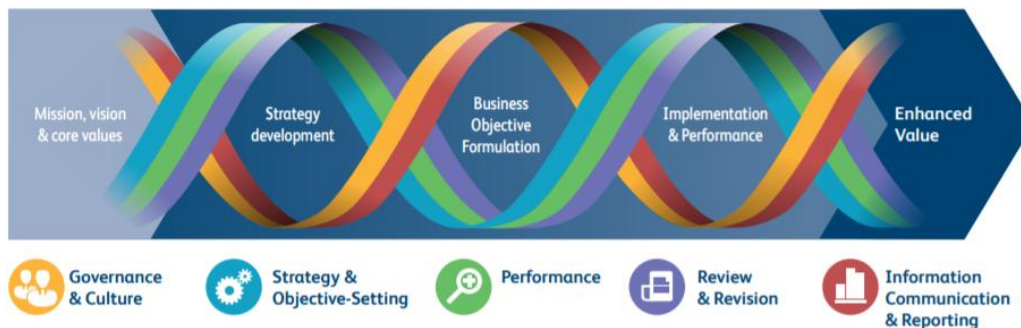 Mission, vision
& core values
Strategy
development
Business
Objective
Formulation
Implementation
& Performance
Enhanced
Value
Governance
& Culture
Strategy &
Objective-Setting
Performance
Review
& Revision
Information
Communication
& Reporting